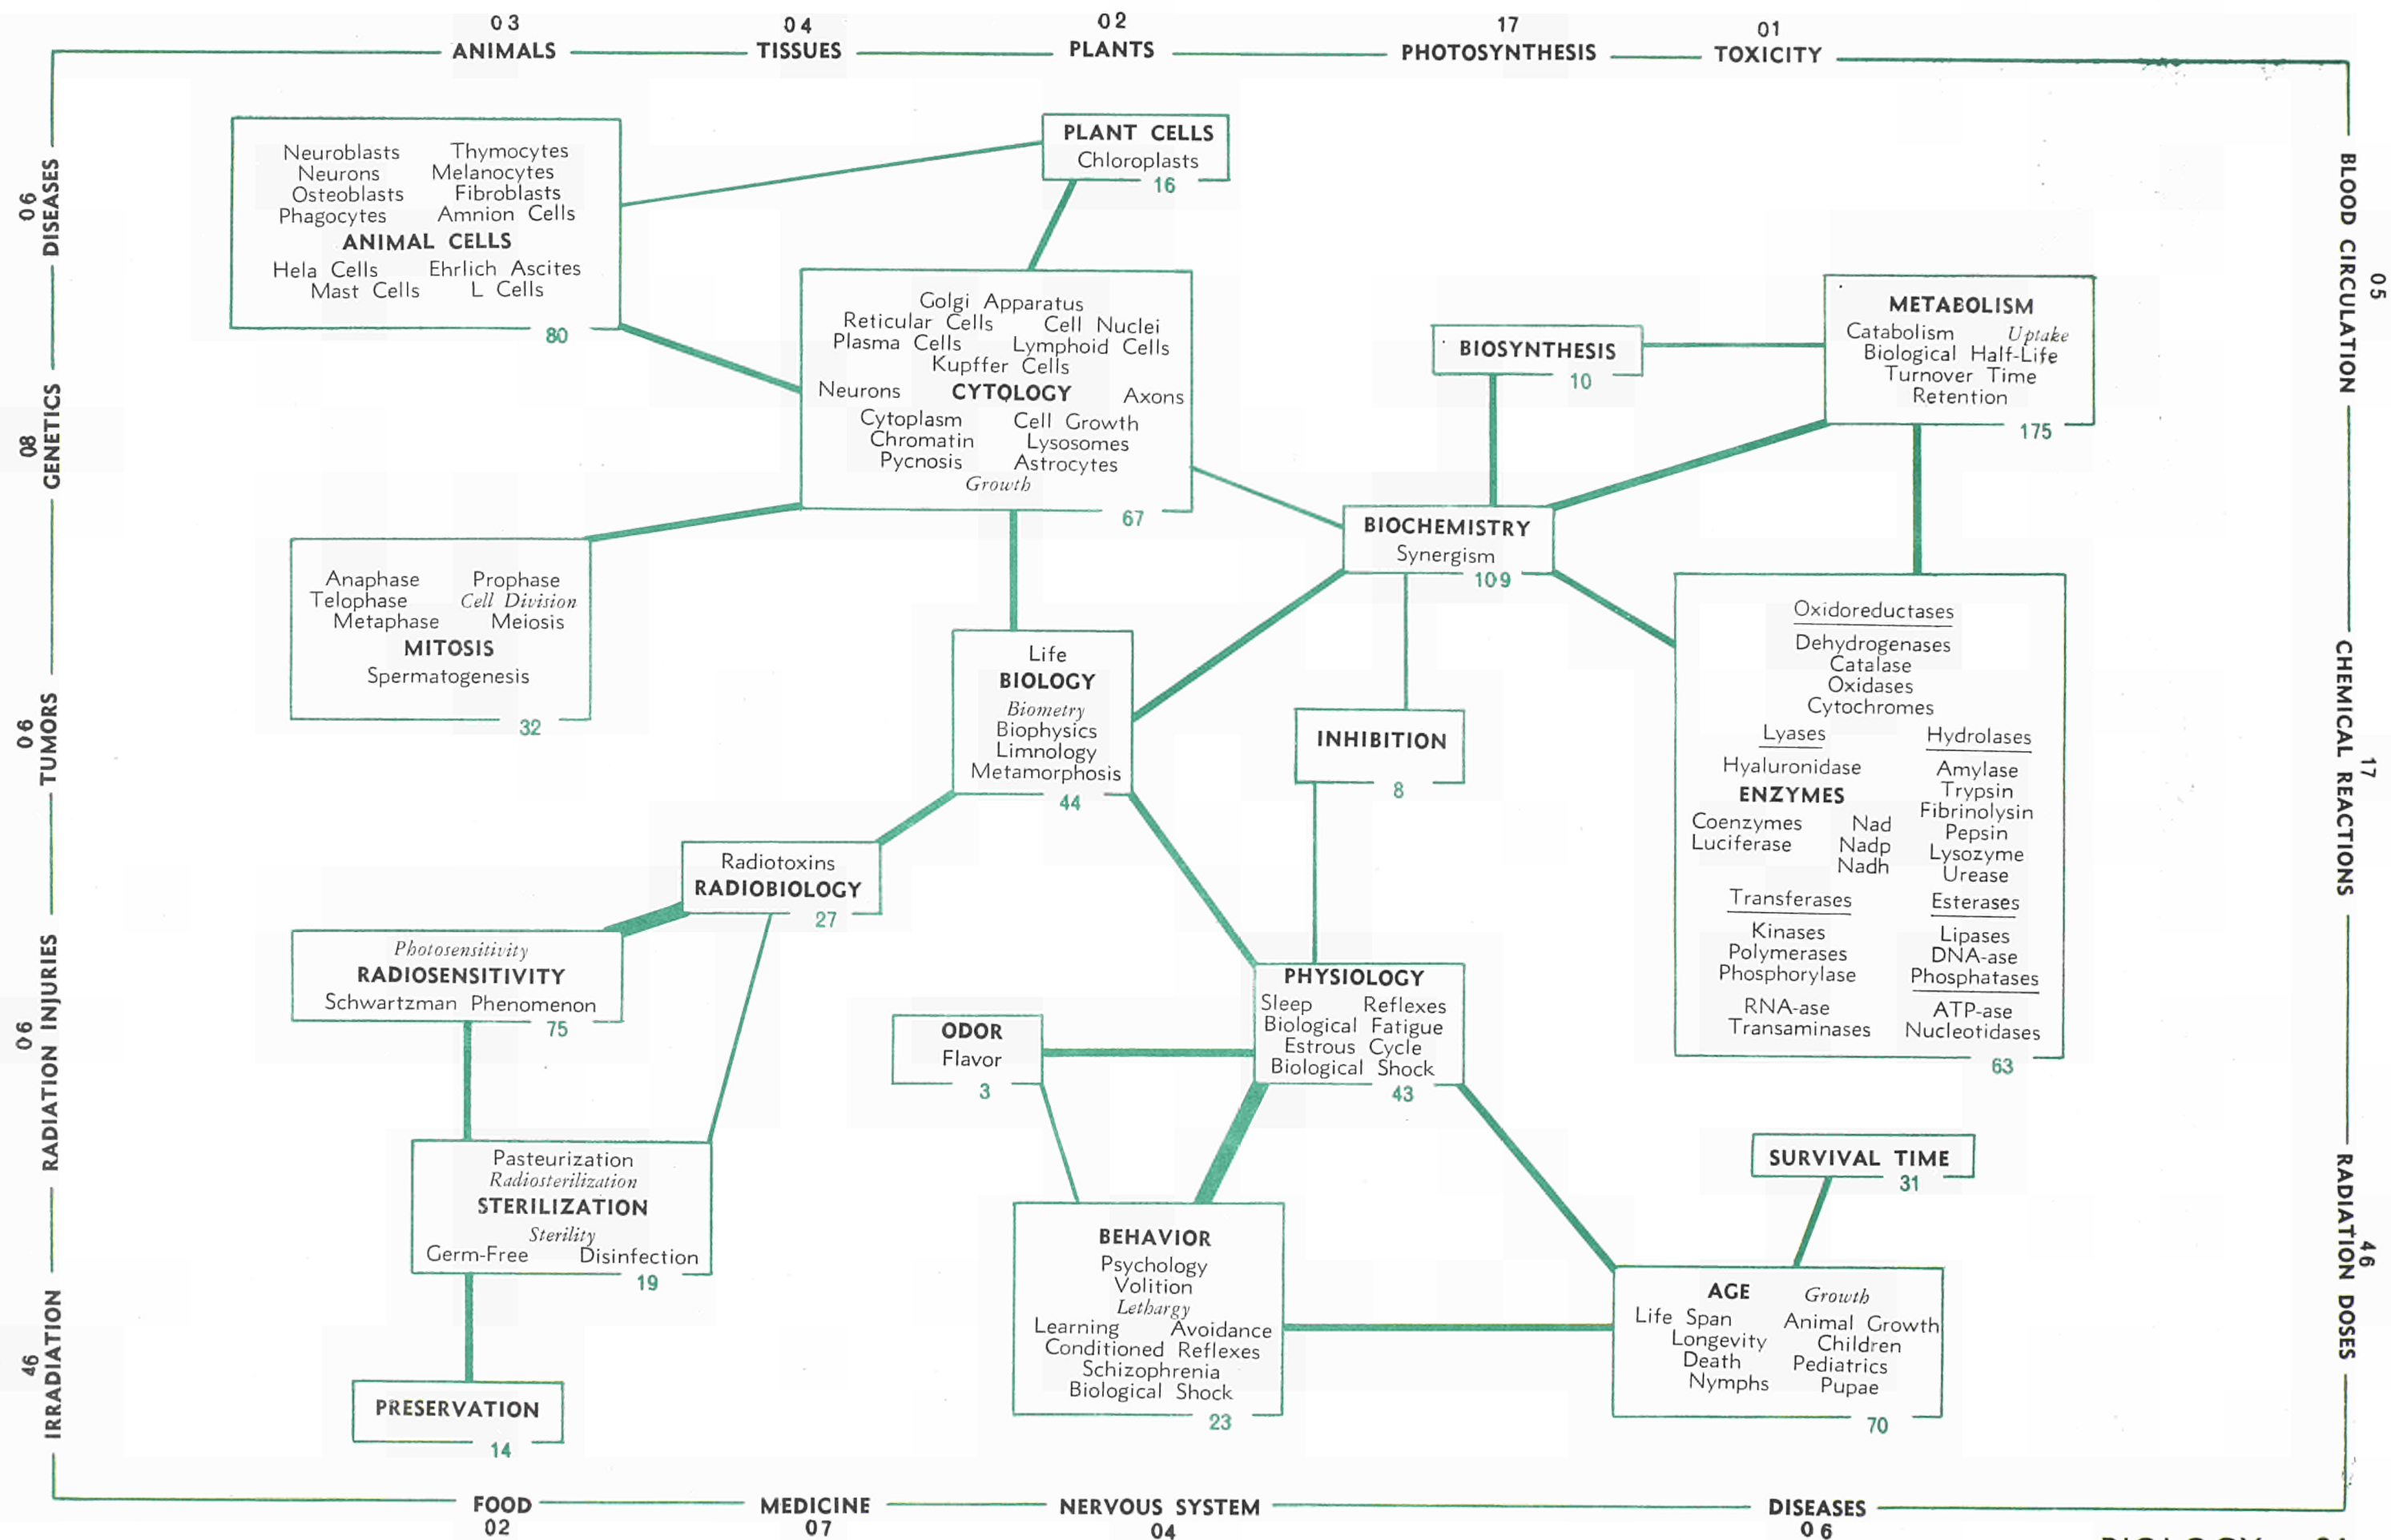 03
ANIMALS
04
TISSUES
02
PLANTS
17
PHOTOSYNTHESIS
01
TOXICITY
06
DISEASES
08
GENETICS
06
TUMORS
06
RADIATION INJURIES
46
IRRADIATION
Neuroblasts Thymocytes
Neurons Melanocytes
Osteoblasts Fibroblasts
Phagocytes Amnion Cells
ANIMAL CELLS
Hela Cells Ehrlich Ascites
Mast Cells L Cells
80
PLANT CELLS
Chloroplasts
16
Golgi Apparatus
Reticular Cells Cell Nuclei
Plasma Cells Lymphoid Cells
Kupffer Cells
Neurons CYTOLOGY Axons
Cytoplasm Cell Growth
Chromatin Lysosomes
Pycnosis Astrocytes
Growth
67
BIOSYNTHESIS
10
METABOLISM
Catabolism Uptake
Biological Half-Life
Turnover Time
Retention
175
BIOCHEMISTRY
Synergism
109
Anaphase Prophase
Telophase Cell Division
Metaphase Meiosis
MITOSIS
Spermatogenesis
32
Life
BIOLOGY
Biometry
Biophysics
Limnology
Metamorphosis
44
INHIBITION
8
Oxidoreductases
Dehydrogenases
Catalase
Oxidases
Cytochromes
Lyases Hydrolases
Hyaluronidase Amylase
ENZYMES Trypsin
Fibrinolysin
Coenzymes Nad Pepsin
Luciferase Nadp Lysozyme
Nadh Urease
Transferases Esterases
Kinases Lipases
Polymerases DNA-ase
Phosphorylase Phosphatases
RNA-ase ATP-ase
Transaminases Nucleotidases
63
Radiotoxins
RADIOBIOLOGY
27
Photosensitivity
RADIOSENSITIVITY
Schwartzman Phenomenon
75
PHYSIOLOGY
Sleep Reflexes
Biological Fatigue
Estrous Cycle
Biological Shock
43
ODOR
Flavor
3
Pasteurization
Radiosterilization
STERILIZATION
Sterility
Germ-Free Disinfection
19
SURVIVAL TIME
31
BEHAVIOR
Psychology
Volition
Lethargy
Learning Avoidance
Conditioned Reflexes
Schizophrenia
Biological Shock
23
AGE Growth
Life Span Animal Growth
Longevity Children
Death Pediatrics
Nymphs Pupae
70
PRESERVATION
14
BLOOD CIRCULATION
05
CHEMICAL REACTIONS
17
RADIATION DOSES
46
FOOD
02
MEDICINE
07
NERVOUS SYSTEM
04
DISEASES
06